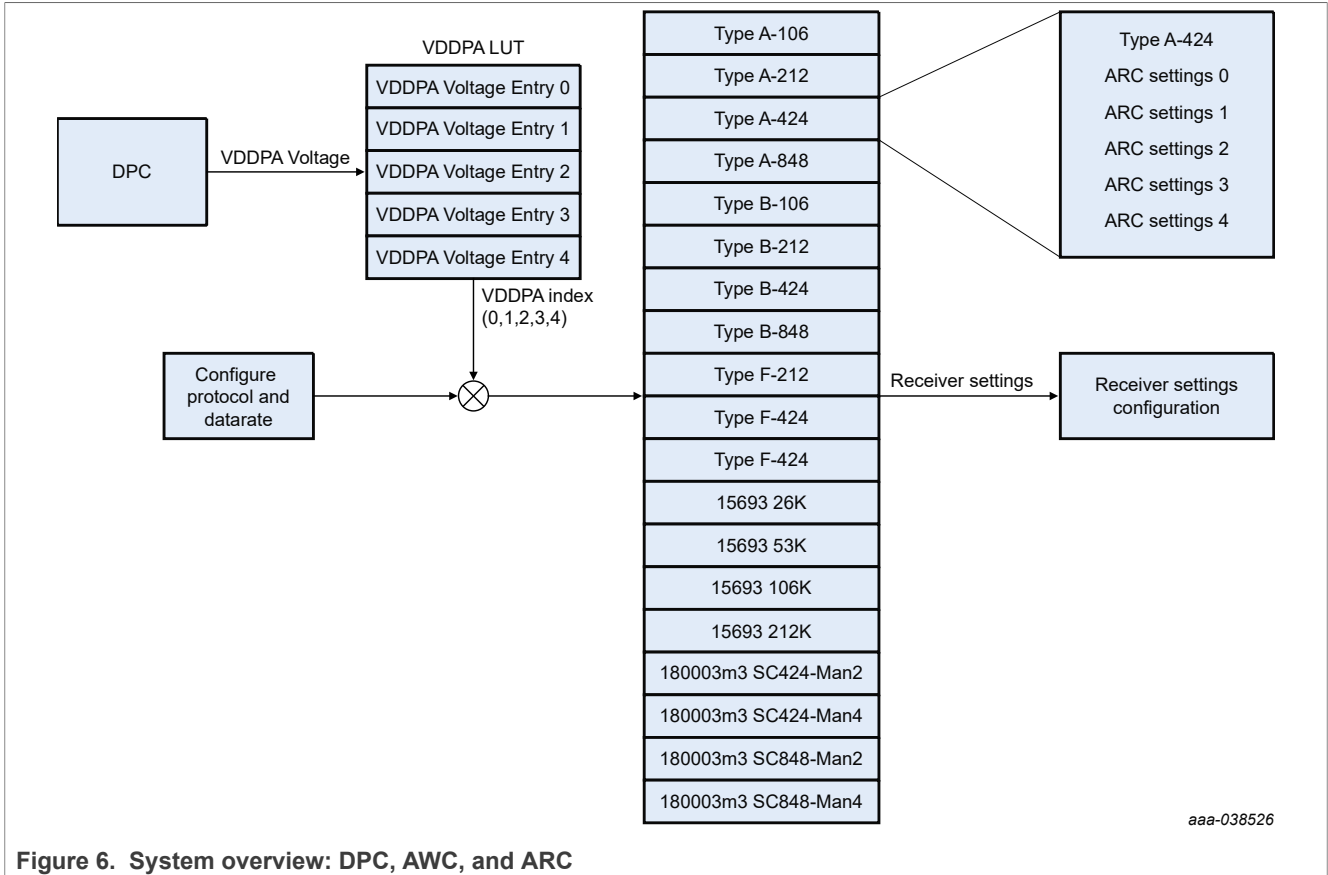 DPC
VDDPA Voltage
VDDPA LUT
VDDPA Voltage Entry 0
VDDPA Voltage Entry 1
VDDPA Voltage Entry 2
VDDPA Voltage Entry 3
VDDPA Voltage Entry 4
VDDPA index
(0,1,2,3,4)
Configure
protocol and
datarate
Type A-106
Type A-212
Type A-424
Type A-848
Type B-106
Type B-212
Type B-424
Type B-848
Type F-212
Type F-424
Type F-424
15693 26K
15693 53K
15693 106K
15693 212K
180003m3 SC424-Man2
180003m3 SC424-Man4
180003m3 SC848-Man2
180003m3 SC848-Man4
Type A-424
ARC settings 0
ARC settings 1
ARC settings 2
ARC settings 3
ARC settings 4
Receiver settings
Receiver settings
configuration
aaa-038526
Figure 6. System overview: DPC, AWC, and ARC